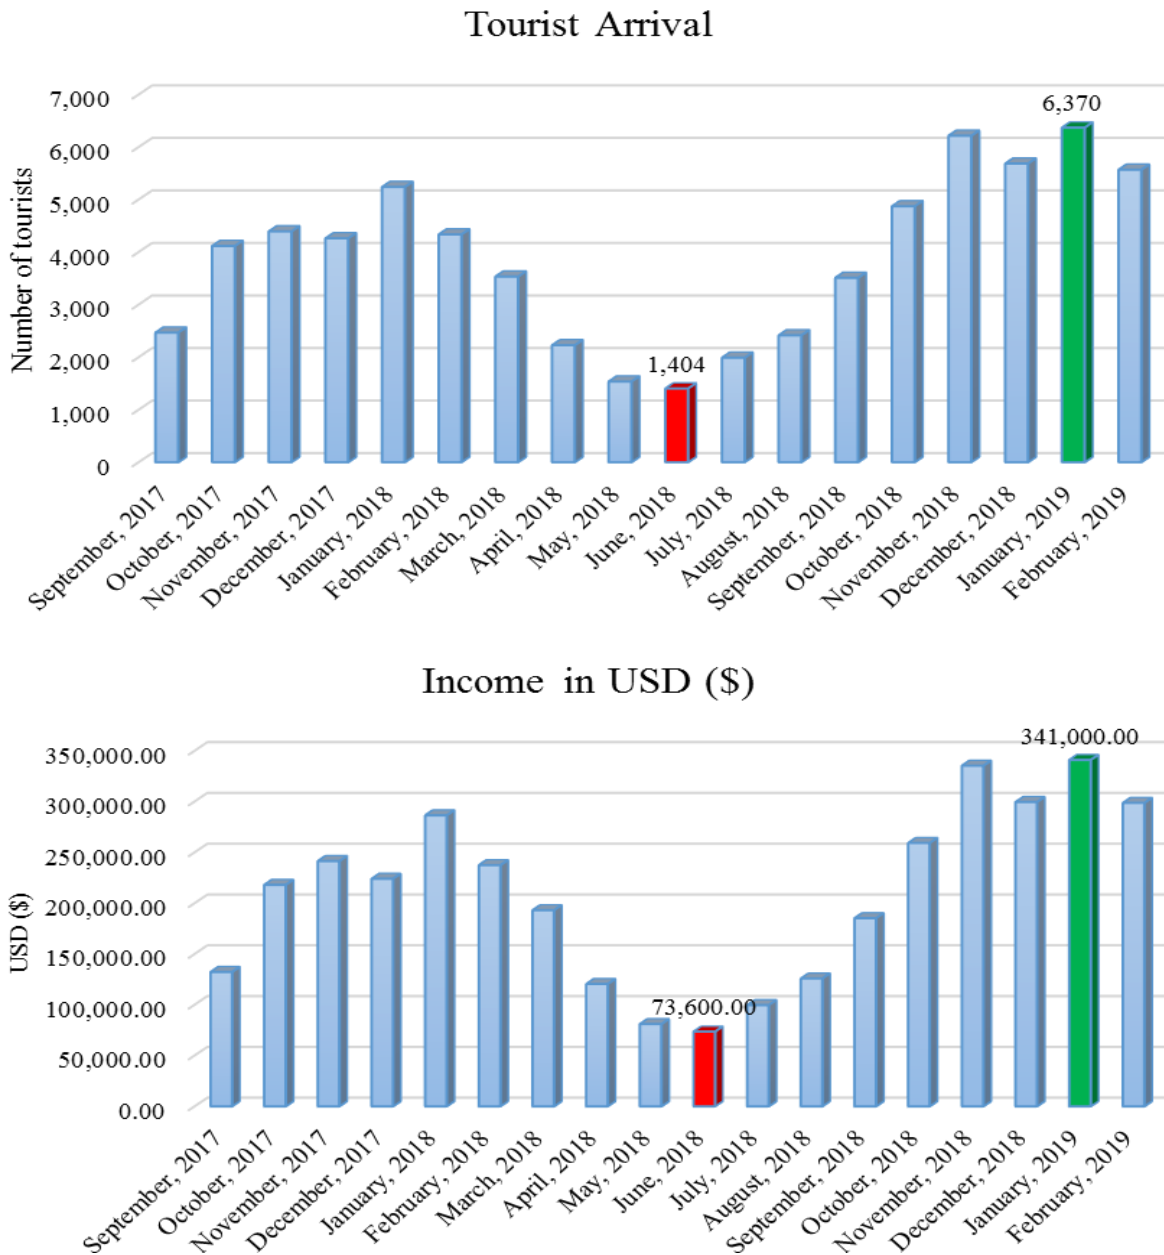 Tourist Arrival
Number of tourists
7,000
6,000
5,000
4,000
3,000
2,000
1,000
0
6,370
1,404
September, 2017
October, 2017
November, 2017
December, 2017
January, 2018
February, 2018
March, 2018
April, 2018
May, 2018
June, 2018
July, 2018
August, 2018
September, 2018
October, 2018
November, 2018
December, 2018
January, 2019
February, 2019
Income in USD ($)
USD ($)
350,000.00
300,000.00
250,000.00
200,000.00
150,000.00
100,000.00
50,000.00
0.00
341,000.00
73,600.00
September, 2017
October, 2017
November, 2017
December, 2017
January, 2018
February, 2018
March, 2018
April, 2018
May, 2018
June, 2018
July, 2018
August, 2018
September, 2018
October, 2018
November, 2018
December, 2018
January, 2019
February, 2019